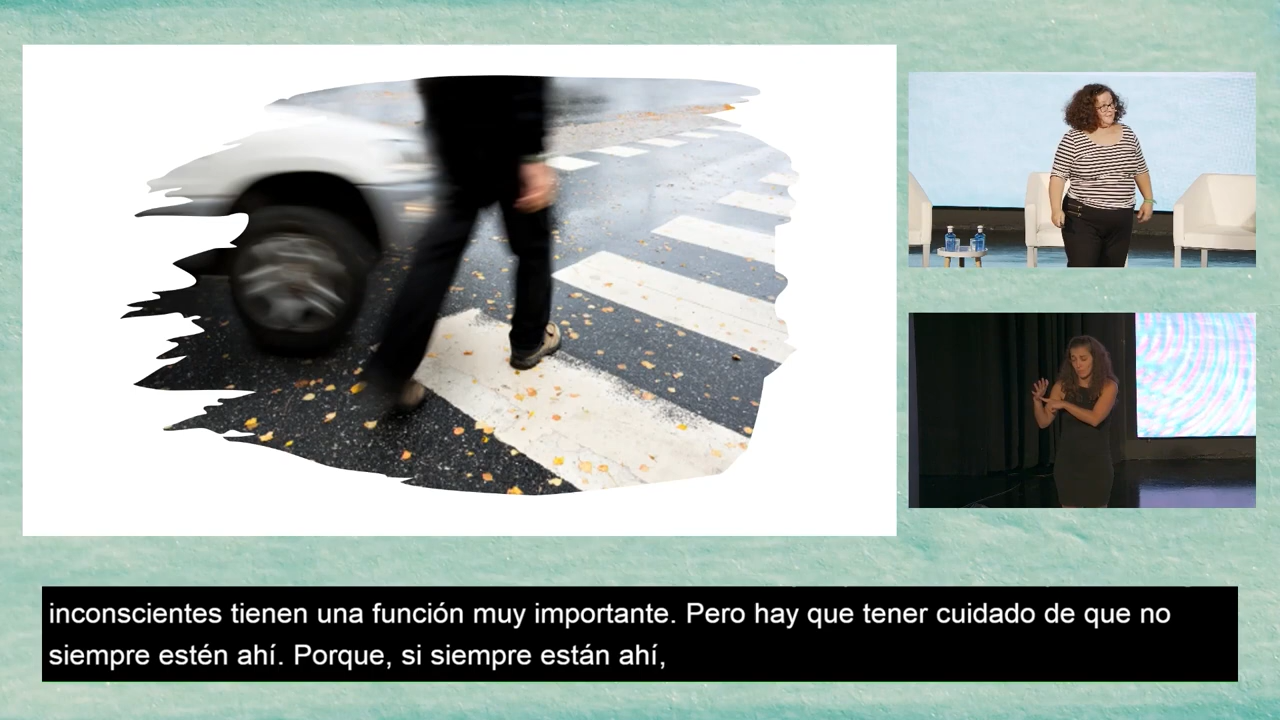 inconscientes tienen una función muy importante. Pero hay que tener cuidado de que no
siempre estén ahí. Porque, si siempre están ahí,